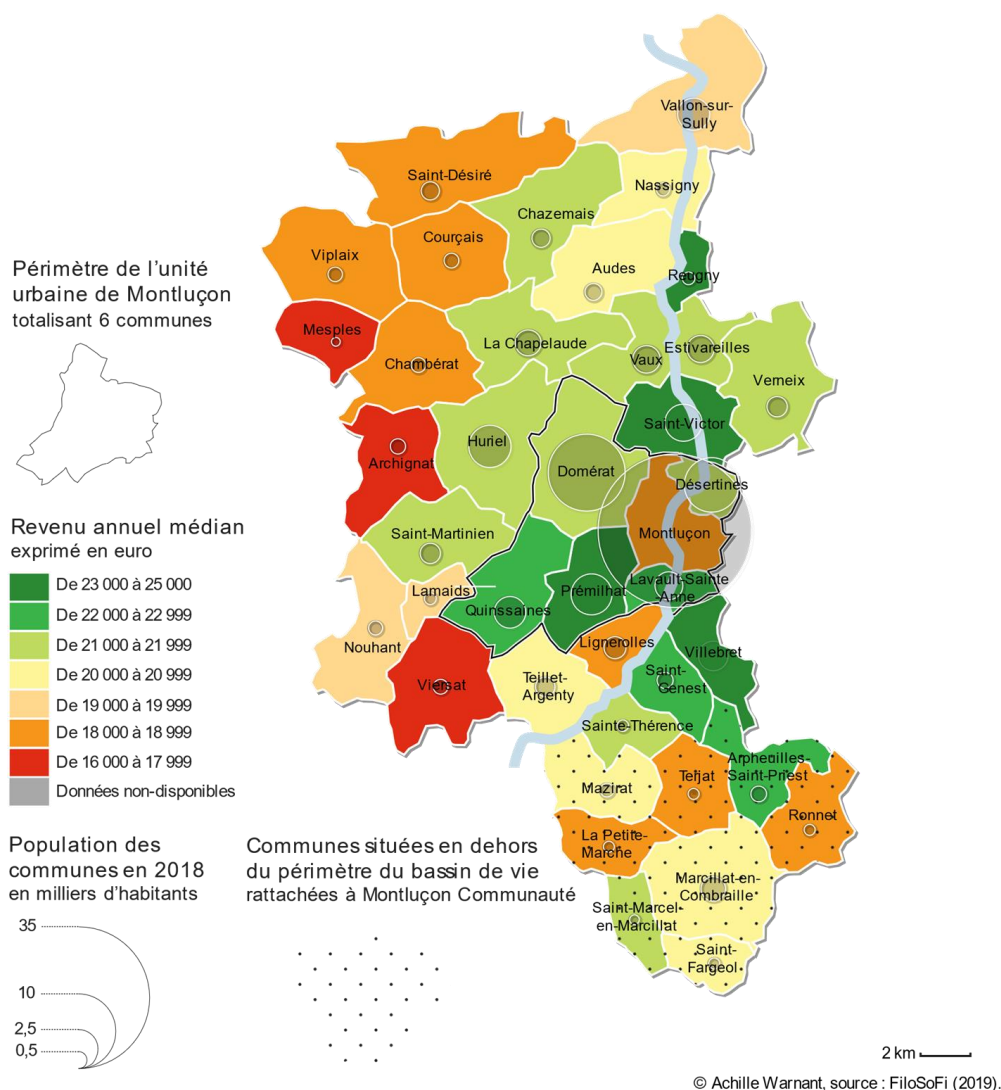 Vallon-sur-
Sully
Saint-Désiré
Nassigny
Chazemais
Courçais
Viplaix
Audes
Reugny
Mesples
La Chapelaude
Estivareilles
Vaux
Chambérat
Verneix
Saint-Victor
Huriel
Archignat
Domérat
Désertines
Saint-Martinien
Montluçon
Lavault-Sainte
-Anne
Lamaids
Prémilhat
Quinssaines
Nouhant
Lignerolles
Villebret
Viersat
Teillet-
Argenty
Saint-
Genest
Sainte-Thérence
Arpheuilles-
Saint-Priest
Terjat
Mazirat
Ronnet
La Petite-
Marche
Marcillat-en-
Combraille
Saint-Marcel-
en-Marcillat
Saint-
Fargeol
Périmètre de l’unité
urbaine de Montluçon
totalisant 6 communes
Revenu annuel médian
exprimé en euro
De 23 000 à 25 000
De 22 000 à 22 999
De 21 000 à 21 999
De 20 000 à 20 999
De 19 000 à 19 999
De 18 000 à 18 999
De 16 000 à 17 999
Données non-disponibles
Population des
communes en 2018
en milliers d’habitants
35
10
2,5
0,5
Communes situées en dehors
du périmètre du bassin de vie
rattachées à Montluçon Communauté
2 km
© Achille Warnant, source : FiloSoFi (2019).